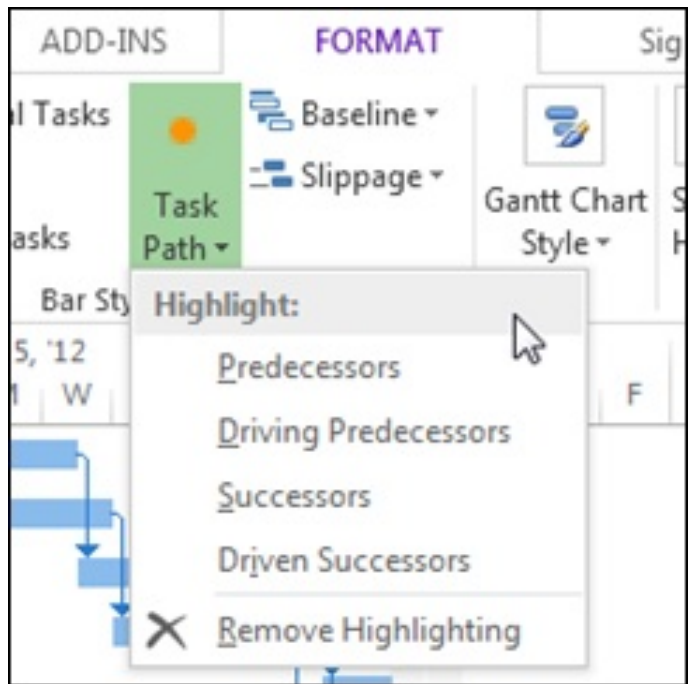 ADD-INS FORMAT Sig
l Tasks
Baseline
Slippage
Task
Path
asks
Gantt Chart
Style
S
H
Bar Sty
Highlight:
Predecessors
Driving Predecessors
Successors
Driven Successors
Remove Highlighting
5, '12
W F